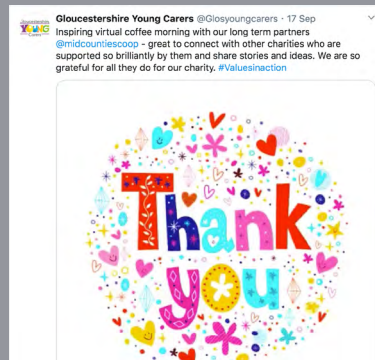 YOUNG
Carers
Gloucestershire Young Carers @Glosyoungcarers · 17 Sep
Inspiring virtual coffee morning with our long term partners
@midcountiescoop - great to connect with other charities who are
supported so brilliantly by them and share stories and ideas. We are so
grateful for all they do for our charity. #Valuesinaction
Thank
you